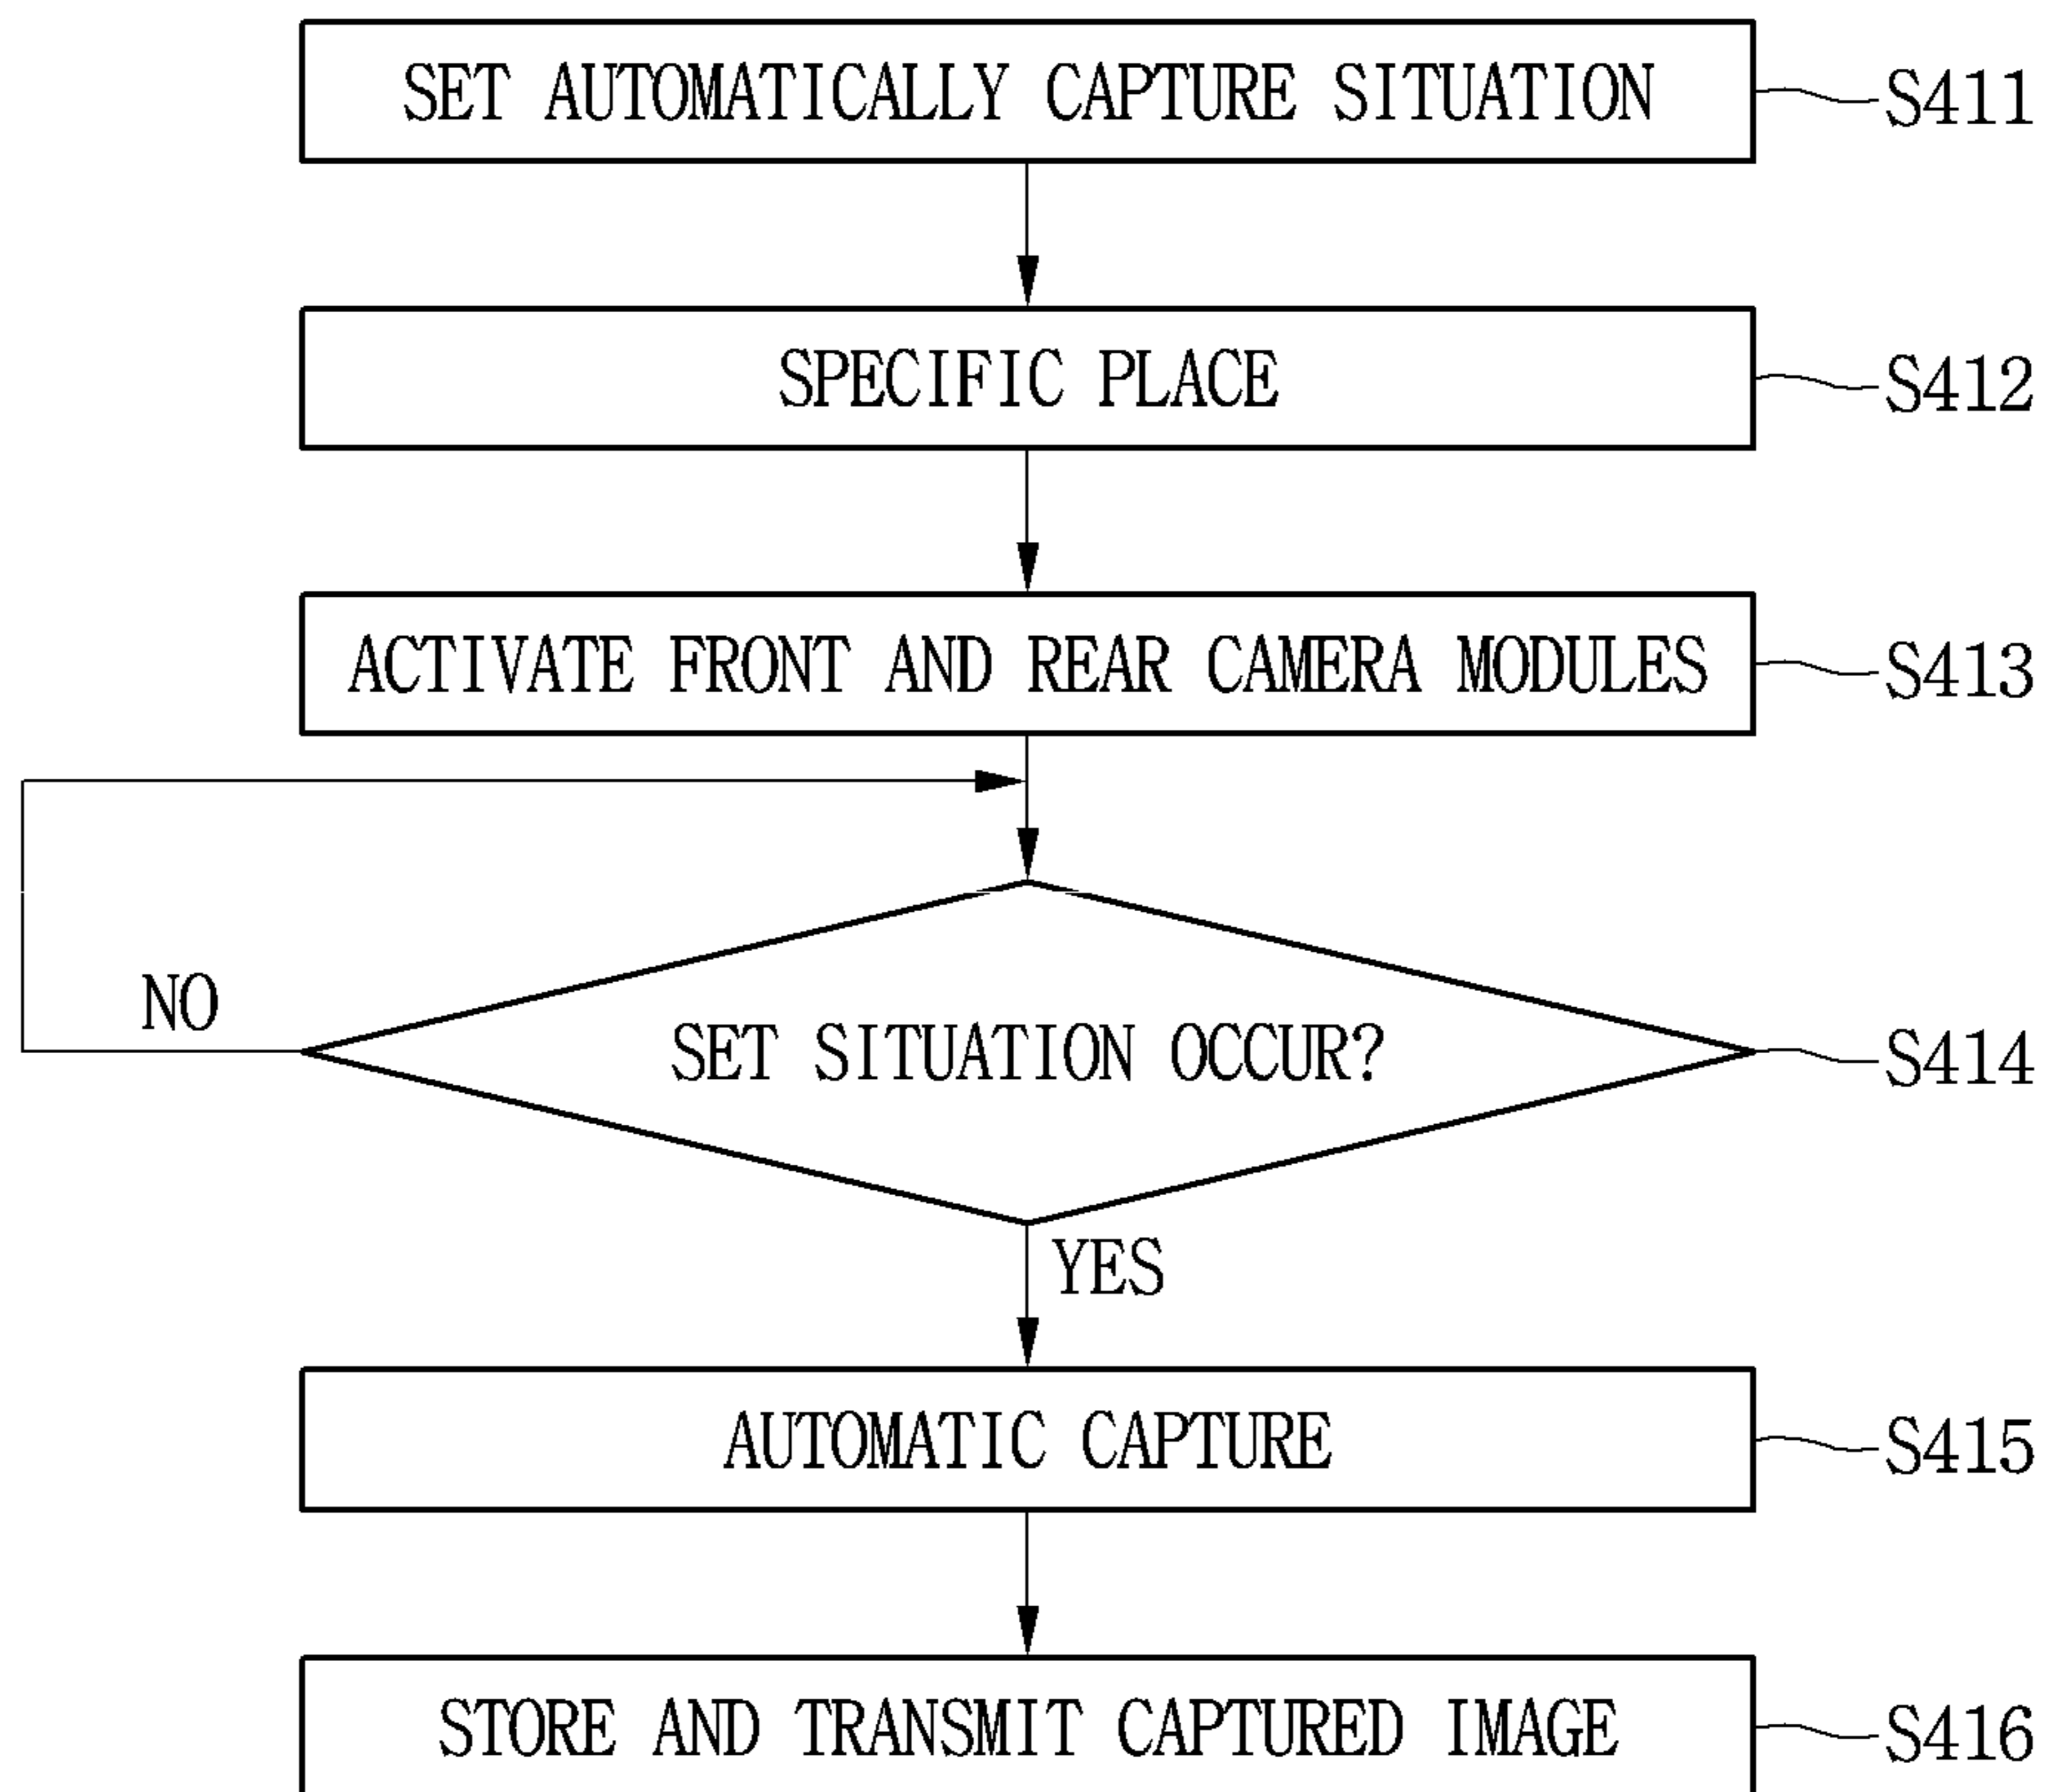 SET AUTOMATICALLY CAPTURE SITUATION
S411
SPECIFIC PLACE
S412
ACTIVATE FRONT AND REAR CAMERA MODULES
S413
NO
SET SITUATION OCCUR?
S414
YES
AUTOMATIC CAPTURE
S415
STORE AND TRANSMIT CAPTURED IMAGE
S416